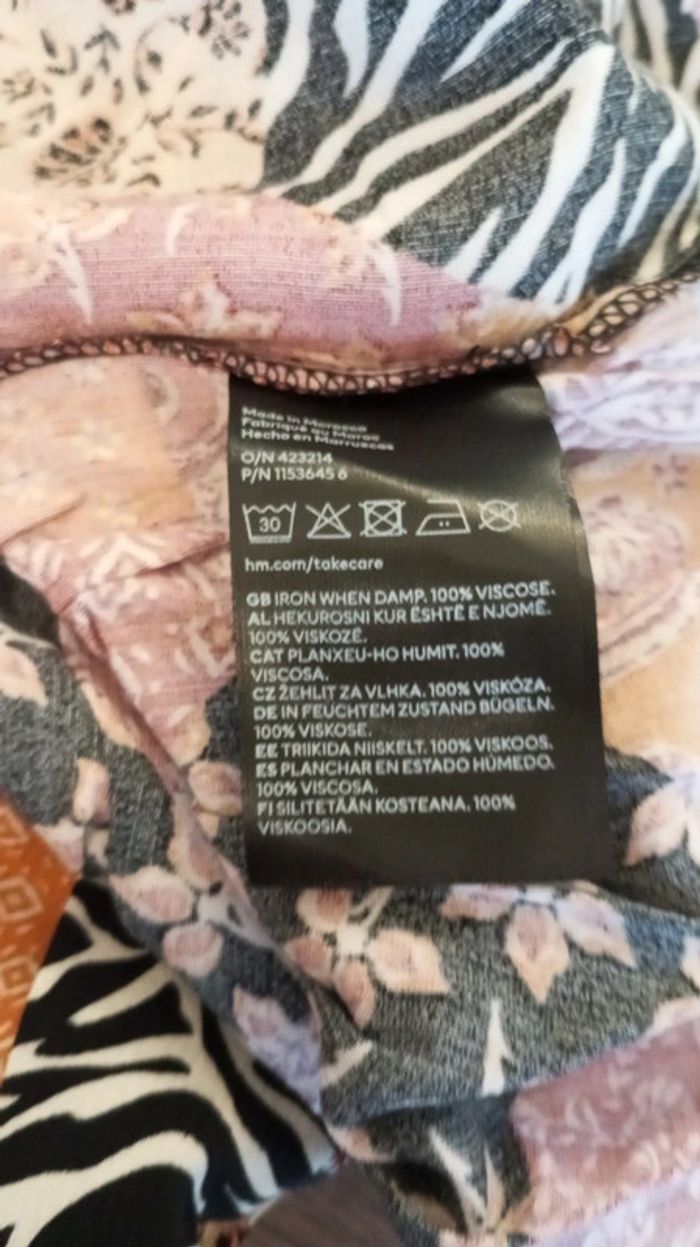 Made in Morocco
Fabriqué au Maroc
Hecho en Marruecos
O/N 423214
P/N 1153645 6
30
hm.com/takecare
GB IRON WHEN DAMP. 100% VISCOSE.
AL HEKUROSNI KUR ËSHTË E NJOMË.
100% VISKOZË.
CAT PLANXEU-HO HUMIT. 100%
VISCOSA.
CZ ŽEHLIT ZA VLHKA. 100% VISKÓZA.
DE IN FEUCHTEM ZUSTAND BÜGELN.
100% VISKOSE.
EE TRIIKIDA NIISKELT. 100% VISKOOS.
ES PLANCHAR EN ESTADO HÚMEDO.
100% VISCOSA.
FI SILITETÄÄN KOSTEANA. 100%
VISKOOSIA.